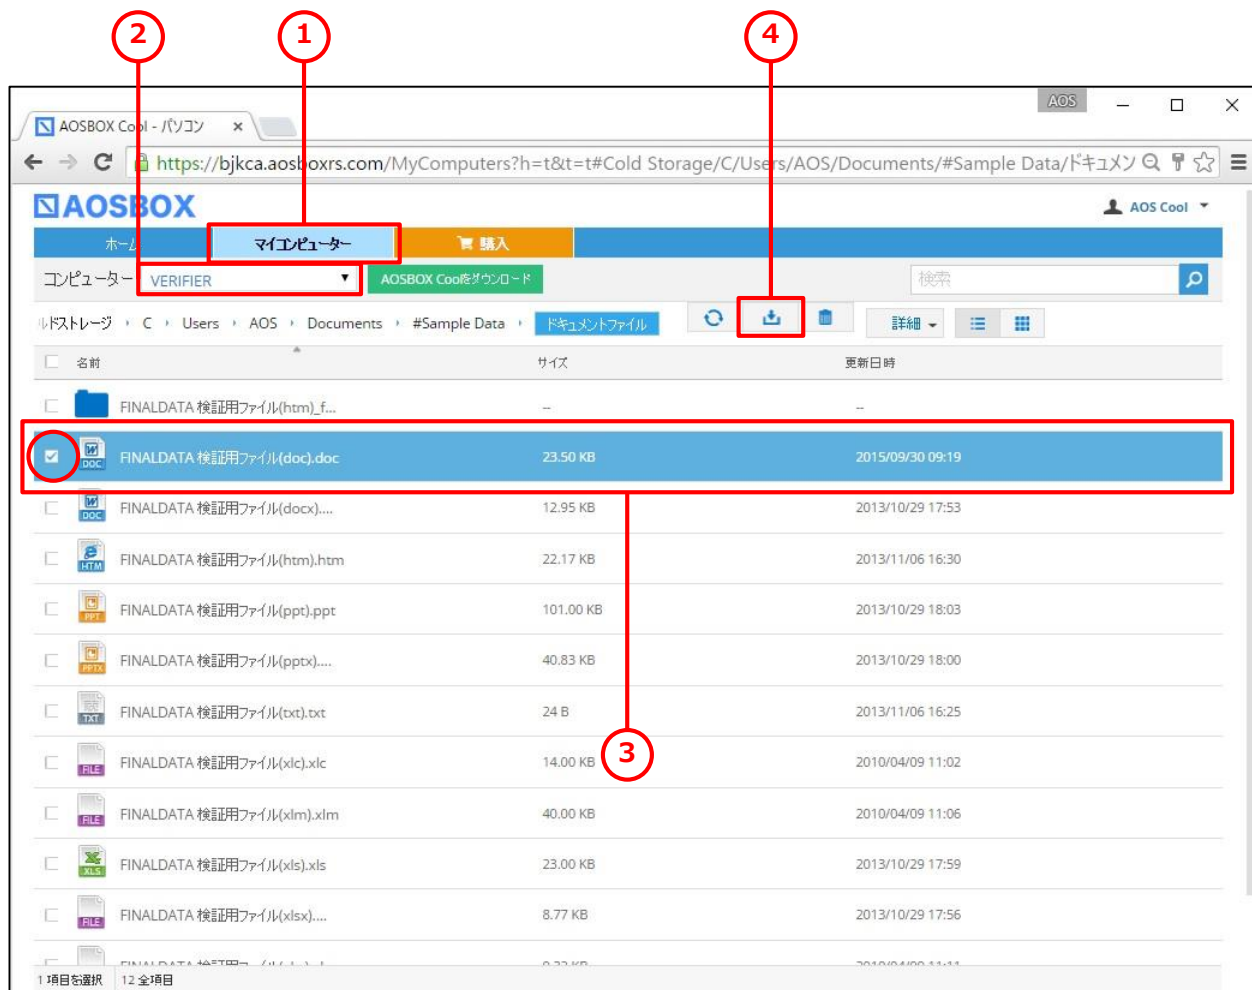 2 1 4
AOS
AOSBOX Cool - パソコン
https://bjkca.aosboxrs.com/MyComputers?h=t&t=t#Cold Storage/C/Users/AOS/Documents/#Sample Data/ドキュメン
AOSBOX
AOS Cool
ホーム マイコンピューター 購入
コンピューター VERIFIER AOSBOX Coolをダウンロード 検索
ルドストレージ C Users AOS Documents #Sample Data ドキュメントファイル 詳細
名前 サイズ 更新日時
FINALDATA 検証用ファイル(htm)_f... -- --
DOC FINALDATA 検証用ファイル(doc).doc 23.50 KB 2015/09/30 09:19
DOC FINALDATA 検証用ファイル(docx).... 12.95 KB 2013/10/29 17:53
HTM FINALDATA 検証用ファイル(htm).htm 22.17 KB 2013/11/06 16:30
PPT FINALDATA 検証用ファイル(ppt).ppt 101.00 KB 2013/10/29 18:03
PPTX FINALDATA 検証用ファイル(pptx).... 40.83 KB 2013/10/29 18:00
TXT FINALDATA 検証用ファイル(txt).txt 24 B 2013/11/06 16:25
3
FILE FINALDATA 検証用ファイル(xlc).xlc 14.00 KB 2010/04/09 11:02
FILE FINALDATA 検証用ファイル(xlm).xlm 40.00 KB 2010/04/09 11:06
XLS FINALDATA 検証用ファイル(xls).xls 23.00 KB 2013/10/29 17:59
FILE FINALDATA 検証用ファイル(xlsx).... 8.77 KB 2013/10/29 17:56
1 項目を選択 12 全項目